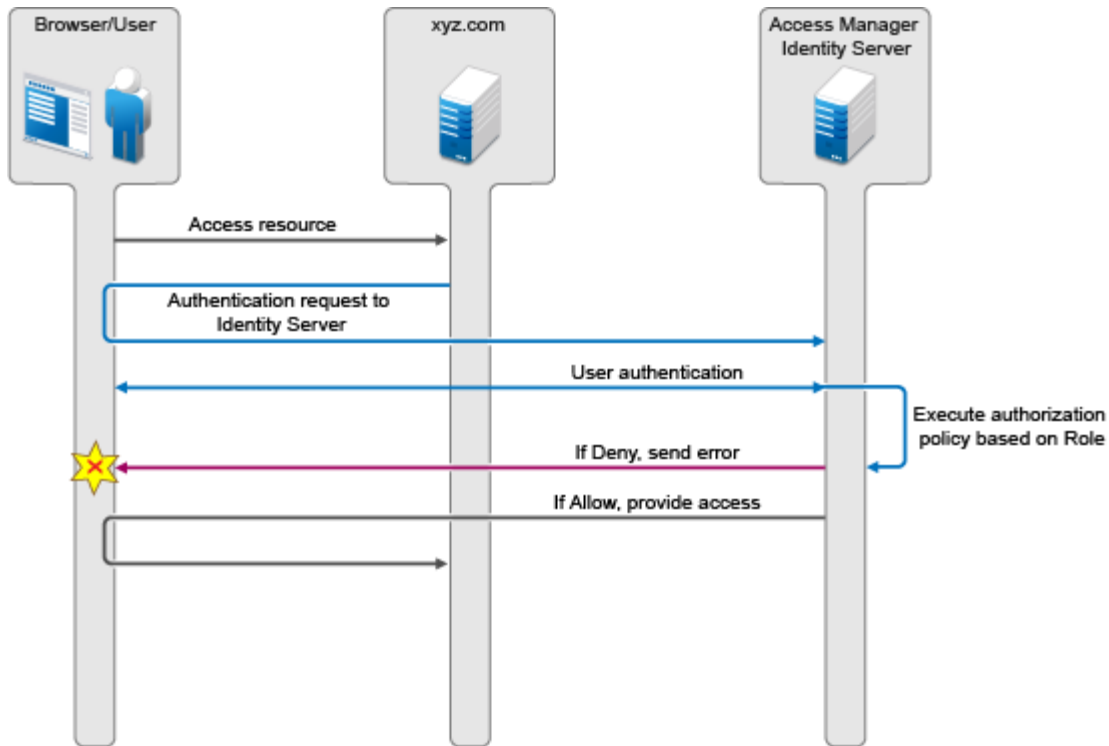 Browser/User
xyz.com
Access Manager
Identity Server
Access resource
Authentication request to
Identity Server
User authentication
Execute authorization
policy based on Role
If Deny, send error
If Allow, provide access